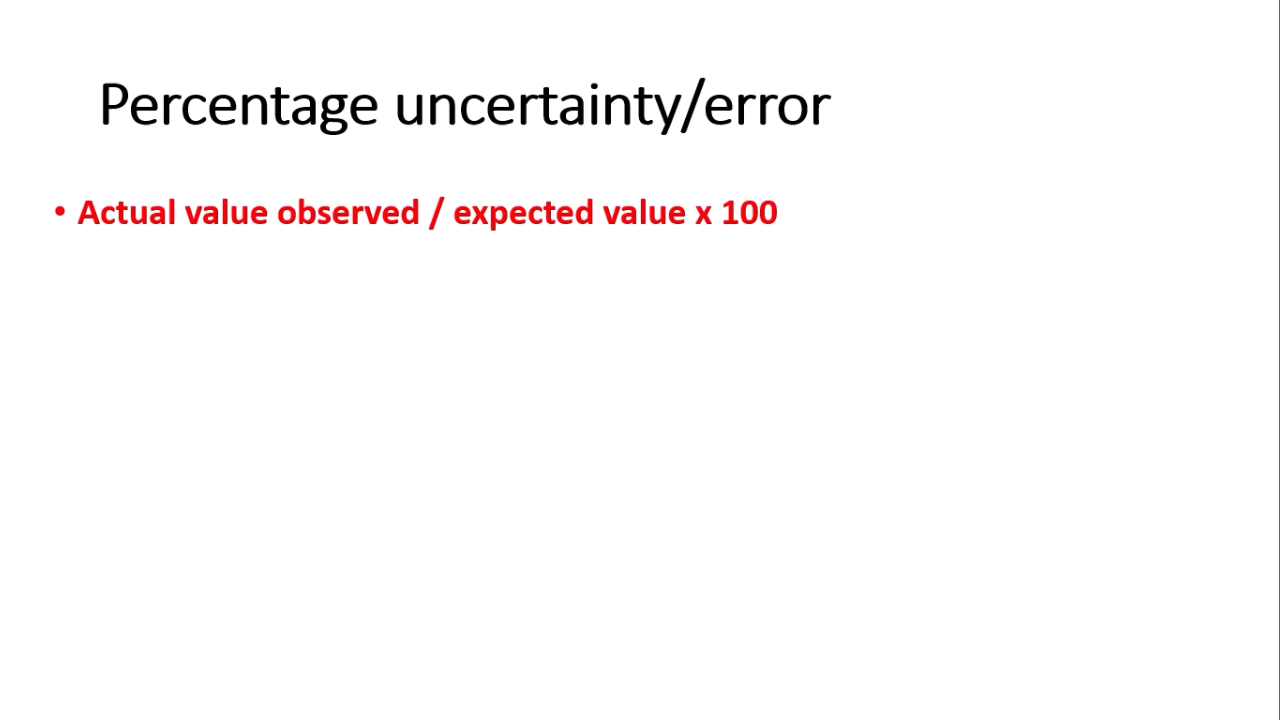 Percentage uncertainty/error
• Actual value observed / expected value x 100